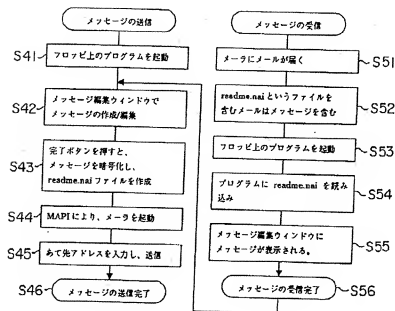 メッセージの送信
S41
フロッピ上のプログラムを起動
S42
メッセージ編集ウィンドウで
メッセージの作成/編集
S43
完了ボタンを押すと、
メッセージを暗号化し、
readme.naiファイルを作成
S44
MAPIにより、メーラを起動
S45
あて先アドレスを入力し、送信
S46
メッセージの送信完了
メッセージの受信
メーラにメールが届く
S51
readme.naiというファイルを
含むメールはメッセージを含む
S52
フロッピ上のプログラムを起動
S53
プログラムに readme.nai を読み
込み
S54
メッセージ編集ウィンドウに
メッセージが表示される。
S55
メッセージの受信完了
S56